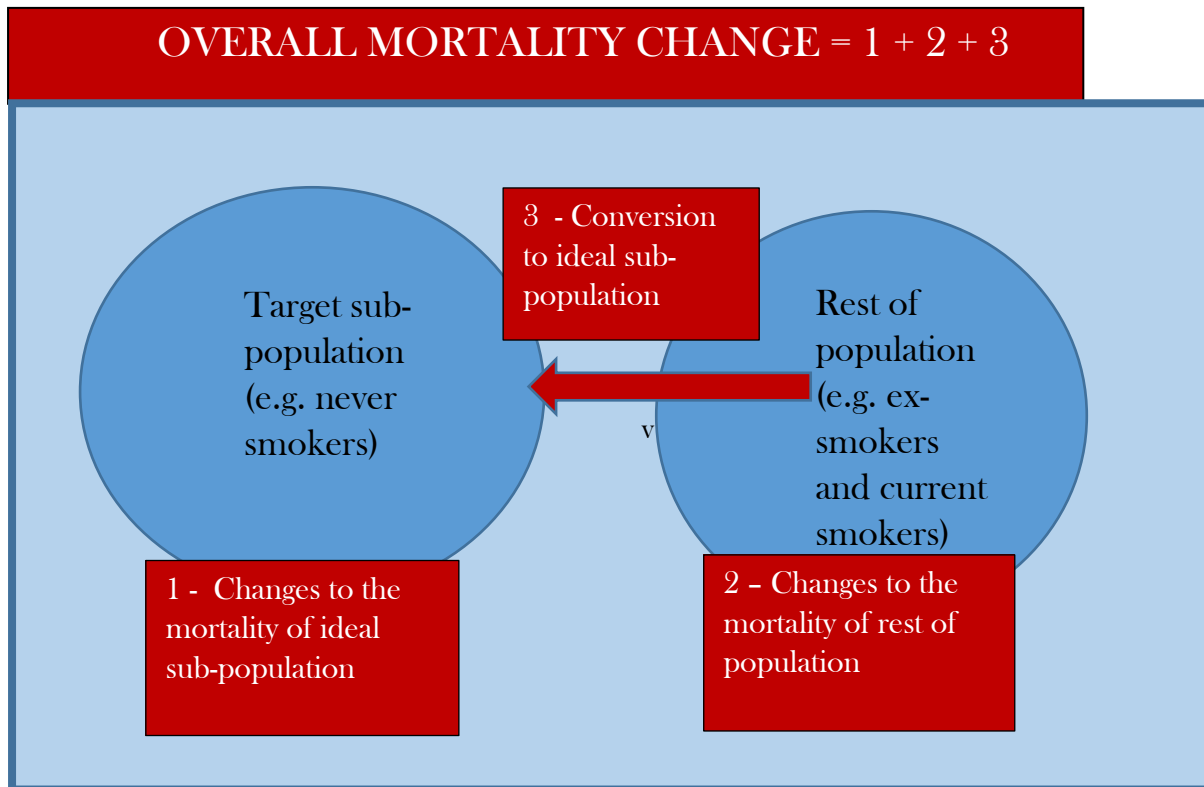 OVERALL MORTALITY CHANGE = 1 + 2 + 3
3 - Conversion
to ideal sub-
population
Target sub-
population
(e.g. never
smokers)
Rest of
population
(e.g. ex-
smokers
and current
smokers)
v
1 - Changes to the
mortality of ideal
sub-population
2 – Changes to the
mortality of rest of
population